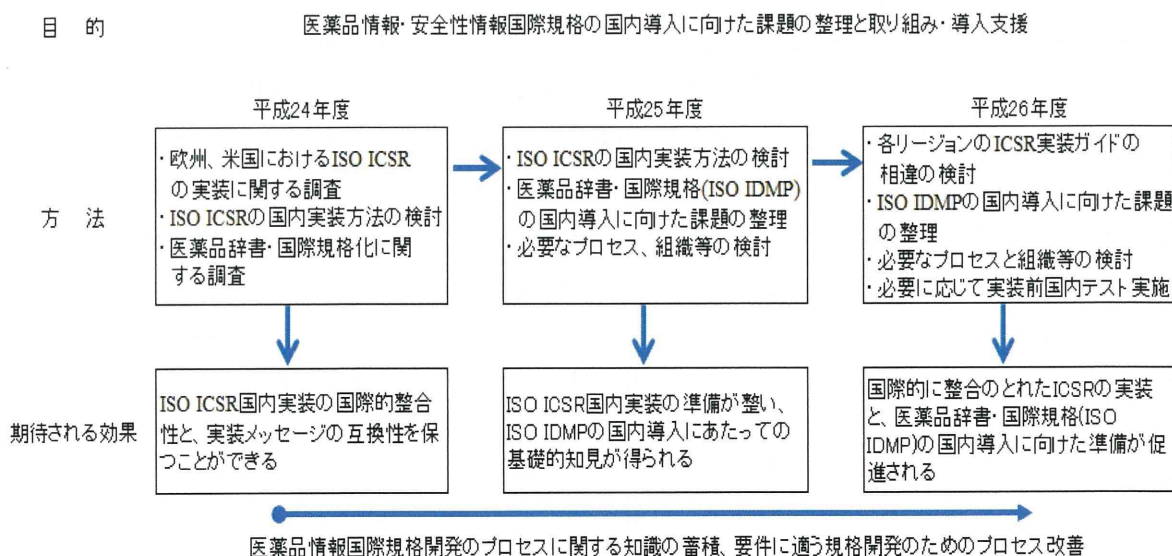 目 的
医薬品情報・安全性情報国際規格の国内導入に向けた課題の整理と取り組み・導入支援
平成24年度
平成25年度
平成26年度
方 法
・欧州、米国におけるISO ICSR
の実装に関する調査
・ISO ICSRの国内実装方法の検討
・医薬品辞書・国際規格化に関
する調査
・ISO ICSRの国内実装方法の検討
・医薬品辞書・国際規格(ISO IDMP)
の国内導入に向けた課題の整理
・必要なプロセス、組織等の検討
・各リージョンのICSR実装ガイドの
相違の検討
・ISO IDMPの国内導入に向けた課題
の整理
・必要なプロセスと組織等の検討
・必要に応じて実装前国内テスト実施
期待される効果
ISO ICSR国内実装の国際的整合
性と、実装メッセージの互換性を保
つことができる
ISO ICSR国内実装の準備が整い、
ISO IDMPの国内導入にあたっての
基礎的知見が得られる
国際的に整合のとれたICSRの実装
と、医薬品辞書・国際規格(ISO
IDMP)の国内導入に向けた準備が促
進される
医薬品情報国際規格開発のプロセスに関する知識の蓄積、要件に適う規格開発のためのプロセス改善